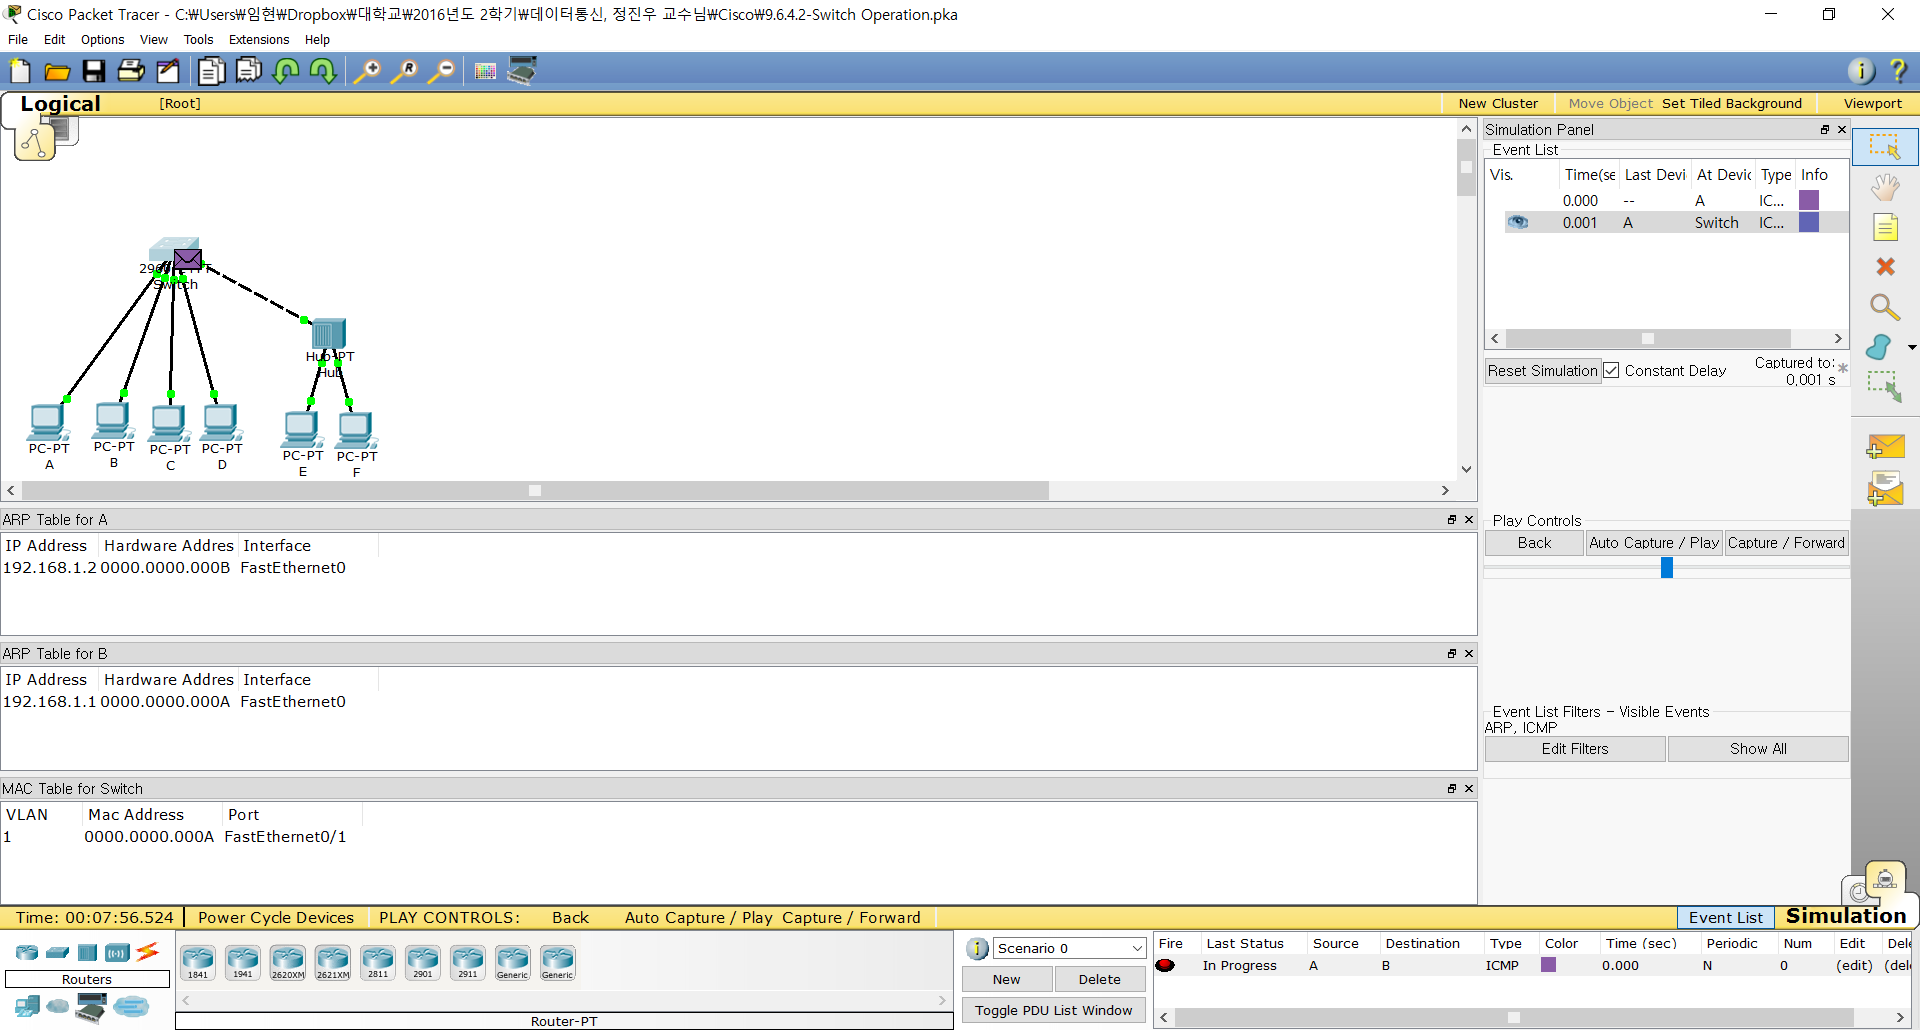 Cisco Packet Tracer - C:₩Users₩임현₩Dropbox₩대학교₩2016년도 2학기₩데이터통신, 정진우 교수님₩Cisco₩9.6.4.2-Switch Operation.pka
File Edit Options View Tools Extensions Help
Logical [Root] New Cluster Move Object Set Tiled Background Viewport
Simulation Panel
Event List
Vis. Time(se Last Devi At Devic Type Info
0.000 -- A IC...
0.001 A Switch IC...
Switch
Hub-PT
Hub
PC-PT
A
PC-PT
B
PC-PT
C
PC-PT
D
PC-PT
E
PC-PT
F
Reset Simulation Constant Delay Captured to:
0.001 s
Play Controls
Back Auto Capture / Play Capture / Forward
Event List Filters - Visible Events
ARP, ICMP
Edit Filters Show All
ARP Table for A
IP Address Hardware Addres Interface
192.168.1.2 0000.0000.000B FastEthernet0
ARP Table for B
IP Address Hardware Addres Interface
192.168.1.1 0000.0000.000A FastEthernet0
MAC Table for Switch
VLAN Mac Address Port
1 0000.0000.000A FastEthernet0/1
Time: 00:07:56.524 Power Cycle Devices PLAY CONTROLS: Back Auto Capture / Play Capture / Forward Event List Simulation
Routers
1841 1941 2620XM 2621XM 2811 2901 2911 Generic Generic
Router-PT
Scenario 0
New Delete
Toggle PDU List Window
Fire Last Status Source Destination Type Color Time (sec) Periodic Num Edit Dele
In Progress A B ICMP 0.000 N 0 (edit) (del